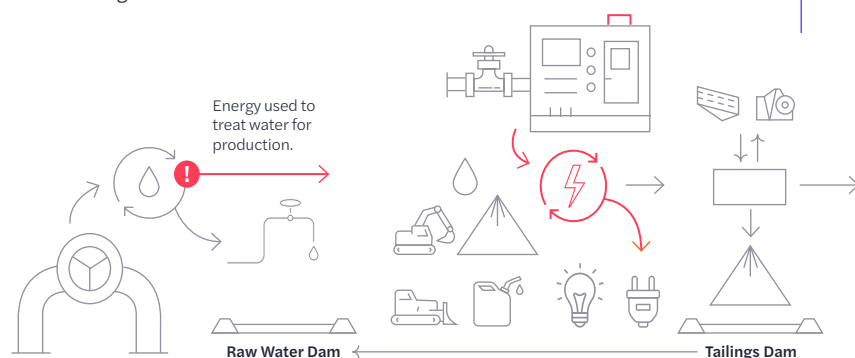 Energy used to
treat water for
production.
Raw Water Dam
Tailings Dam